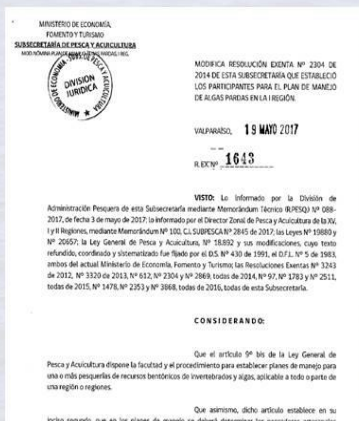 MINISTERIO DE ECONOMÍA,
FOMENTO Y TURISMO
SUBSECRETARÍA DE PESCA Y ACUICULTURA
DIVISION
JURIDICA
MODIFICA RESOLUCIÓN EXENTA Nº 2304 DE
2014 DE ESTA SUBSECRETARÍA QUE ESTABLECIÓ
LOS PARTICIPANTES PARA EL PLAN DE MANEJO
DE ALGAS PARDAS EN LA I REGIÓN.
VALPARAÍSO, 19 MAYO 2017
R.EX Nº 1643
VISTO: Lo informado por la División de
Administración Pesquera de esta Subsecretaría mediante Memorándum Técnico (R.PESQ) Nº 088-
2017, de fecha 3 de mayo de 2017; lo informado por el Director Zonal de Pesca y Acuicultura de la XV,
I y II Regiones, mediante Memorándum Nº 100, C.I. SUBPESCA Nº 2845 de 2017; las Leyes Nº 19880 y
Nº 20657; la Ley General de Pesca y Acuicultura, Nº 18.892 y sus modificaciones, cuyo texto
refundido, coordinado y sistematizado fue fijado por el D.S. Nº 430 de 1991, el D.F.L. Nº 5 de 1983,
ambos del actual Ministerio de Economía, Fomento y Turismo; las Resoluciones Exentas Nº 3243
de 2012, Nº 3320 de 2013, Nº 612, Nº 2304 y Nº 2869, todas de 2014, Nº 97, Nº 1783 y Nº 2511,
todas de 2015, Nº 1478, Nº 2353 y Nº 3868, todas de 2016, todas de esta Subsecretaría.
CONSIDERANDO:
Que el artículo 9º bis de la Ley General de
Pesca y Acuicultura dispone la facultad y el procedimiento para establecer planes de manejo para
una o más pesquerías de recursos bentónicos de invertebrados y algas, aplicable a todo o parte de
una región o regiones.
Que asimismo, dicho artículo establece en su